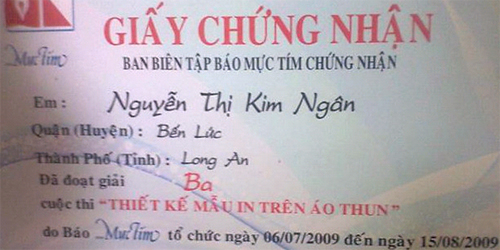 GIẤY CHỨNG NHẬN
Mực Tím
BAN BIÊN TẬP BÁO MỰC TÍM CHỨNG NHẬN
Em : Nguyễn Thị Kim Ngân
Quận (Huyện) : Bến Lức
Thành Phố (Tỉnh) : Long An
Đã đoạt giải Ba
cuộc thi "THIẾT KẾ MẪU IN TRÊN ÁO THUN"
do Báo Mực Tím tổ chức ngày 06/07/2009 đến ngày 15/08/2009